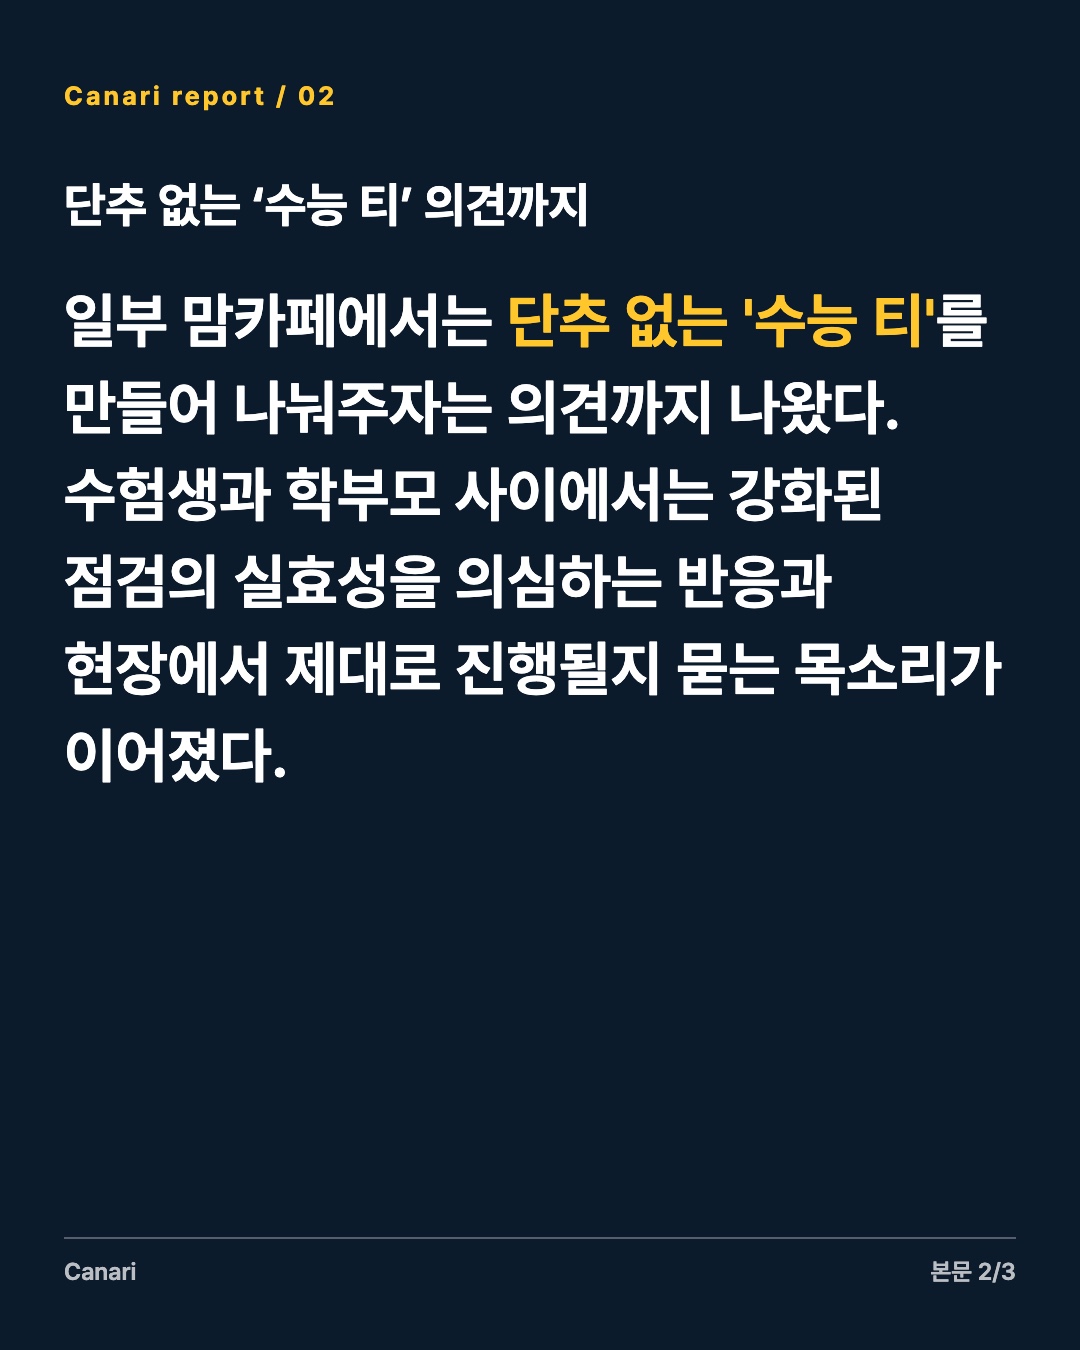 Canari report / 02
단추 없는 ‘수능 티’ 의견까지
일부 맘카페에서는 단추 없는 '수능 티'를
만들어 나눠주자는 의견까지 나왔다.
수험생과 학부모 사이에서는 강화된
점검의 실효성을 의심하는 반응과
현장에서 제대로 진행될지 묻는 목소리가
이어졌다.
Canari
본문 2/3